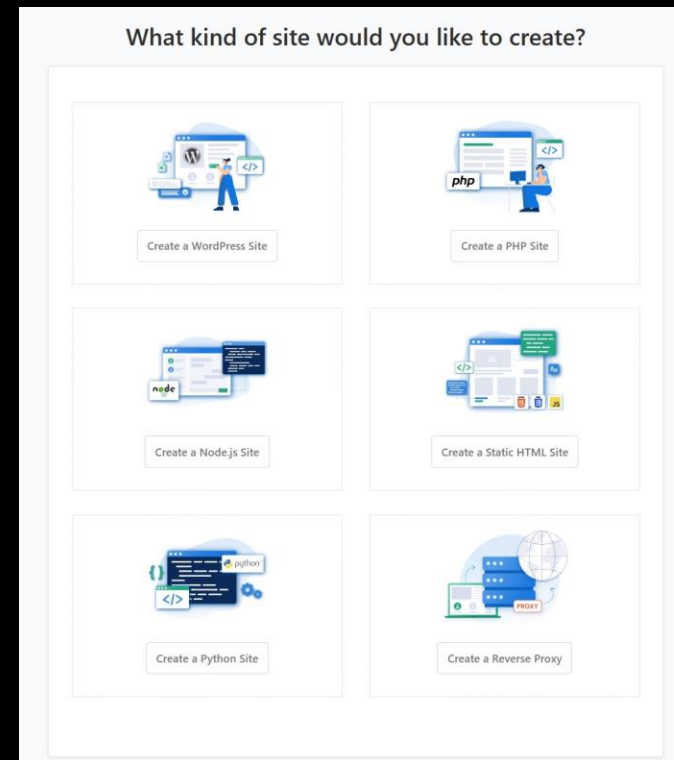 What kind of site would you like to create?
</>
php
Create a WordPress Site
Create a PHP Site
node
</>
JS
Create a Node.js Site
Create a Static HTML Site
{ }
python
</>
PROXY
Create a Python Site
Create a Reverse Proxy